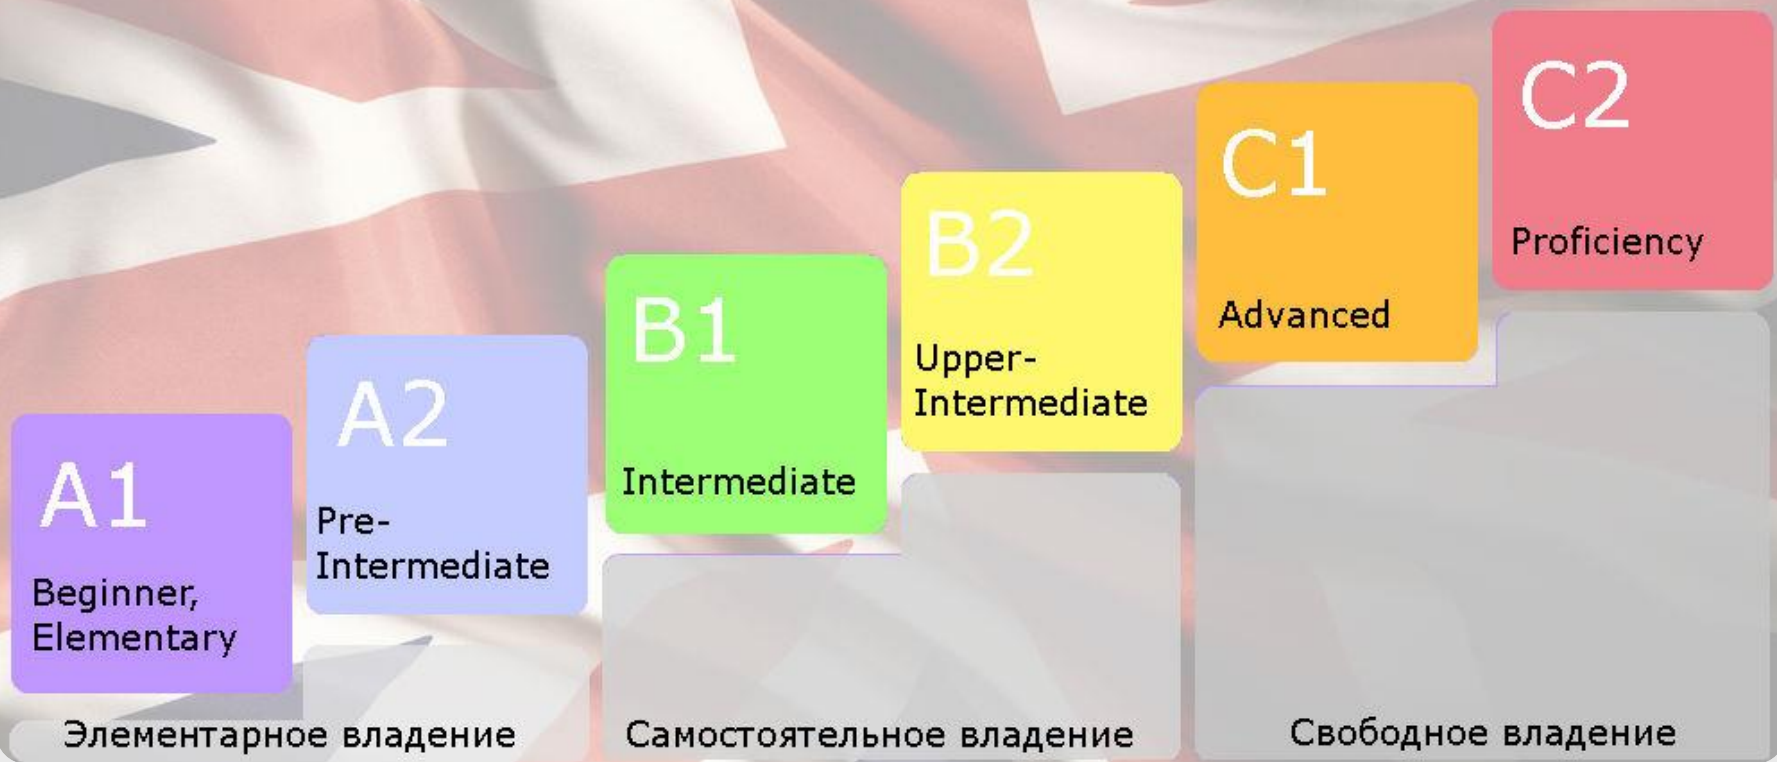 A1
Beginner,
Elementary
A2
Pre-
Intermediate
B1
Intermediate
B2
Upper-
Intermediate
C1
Advanced
C2
Proficiency
Элементарное владение
Самостоятельное владение
Свободное владение